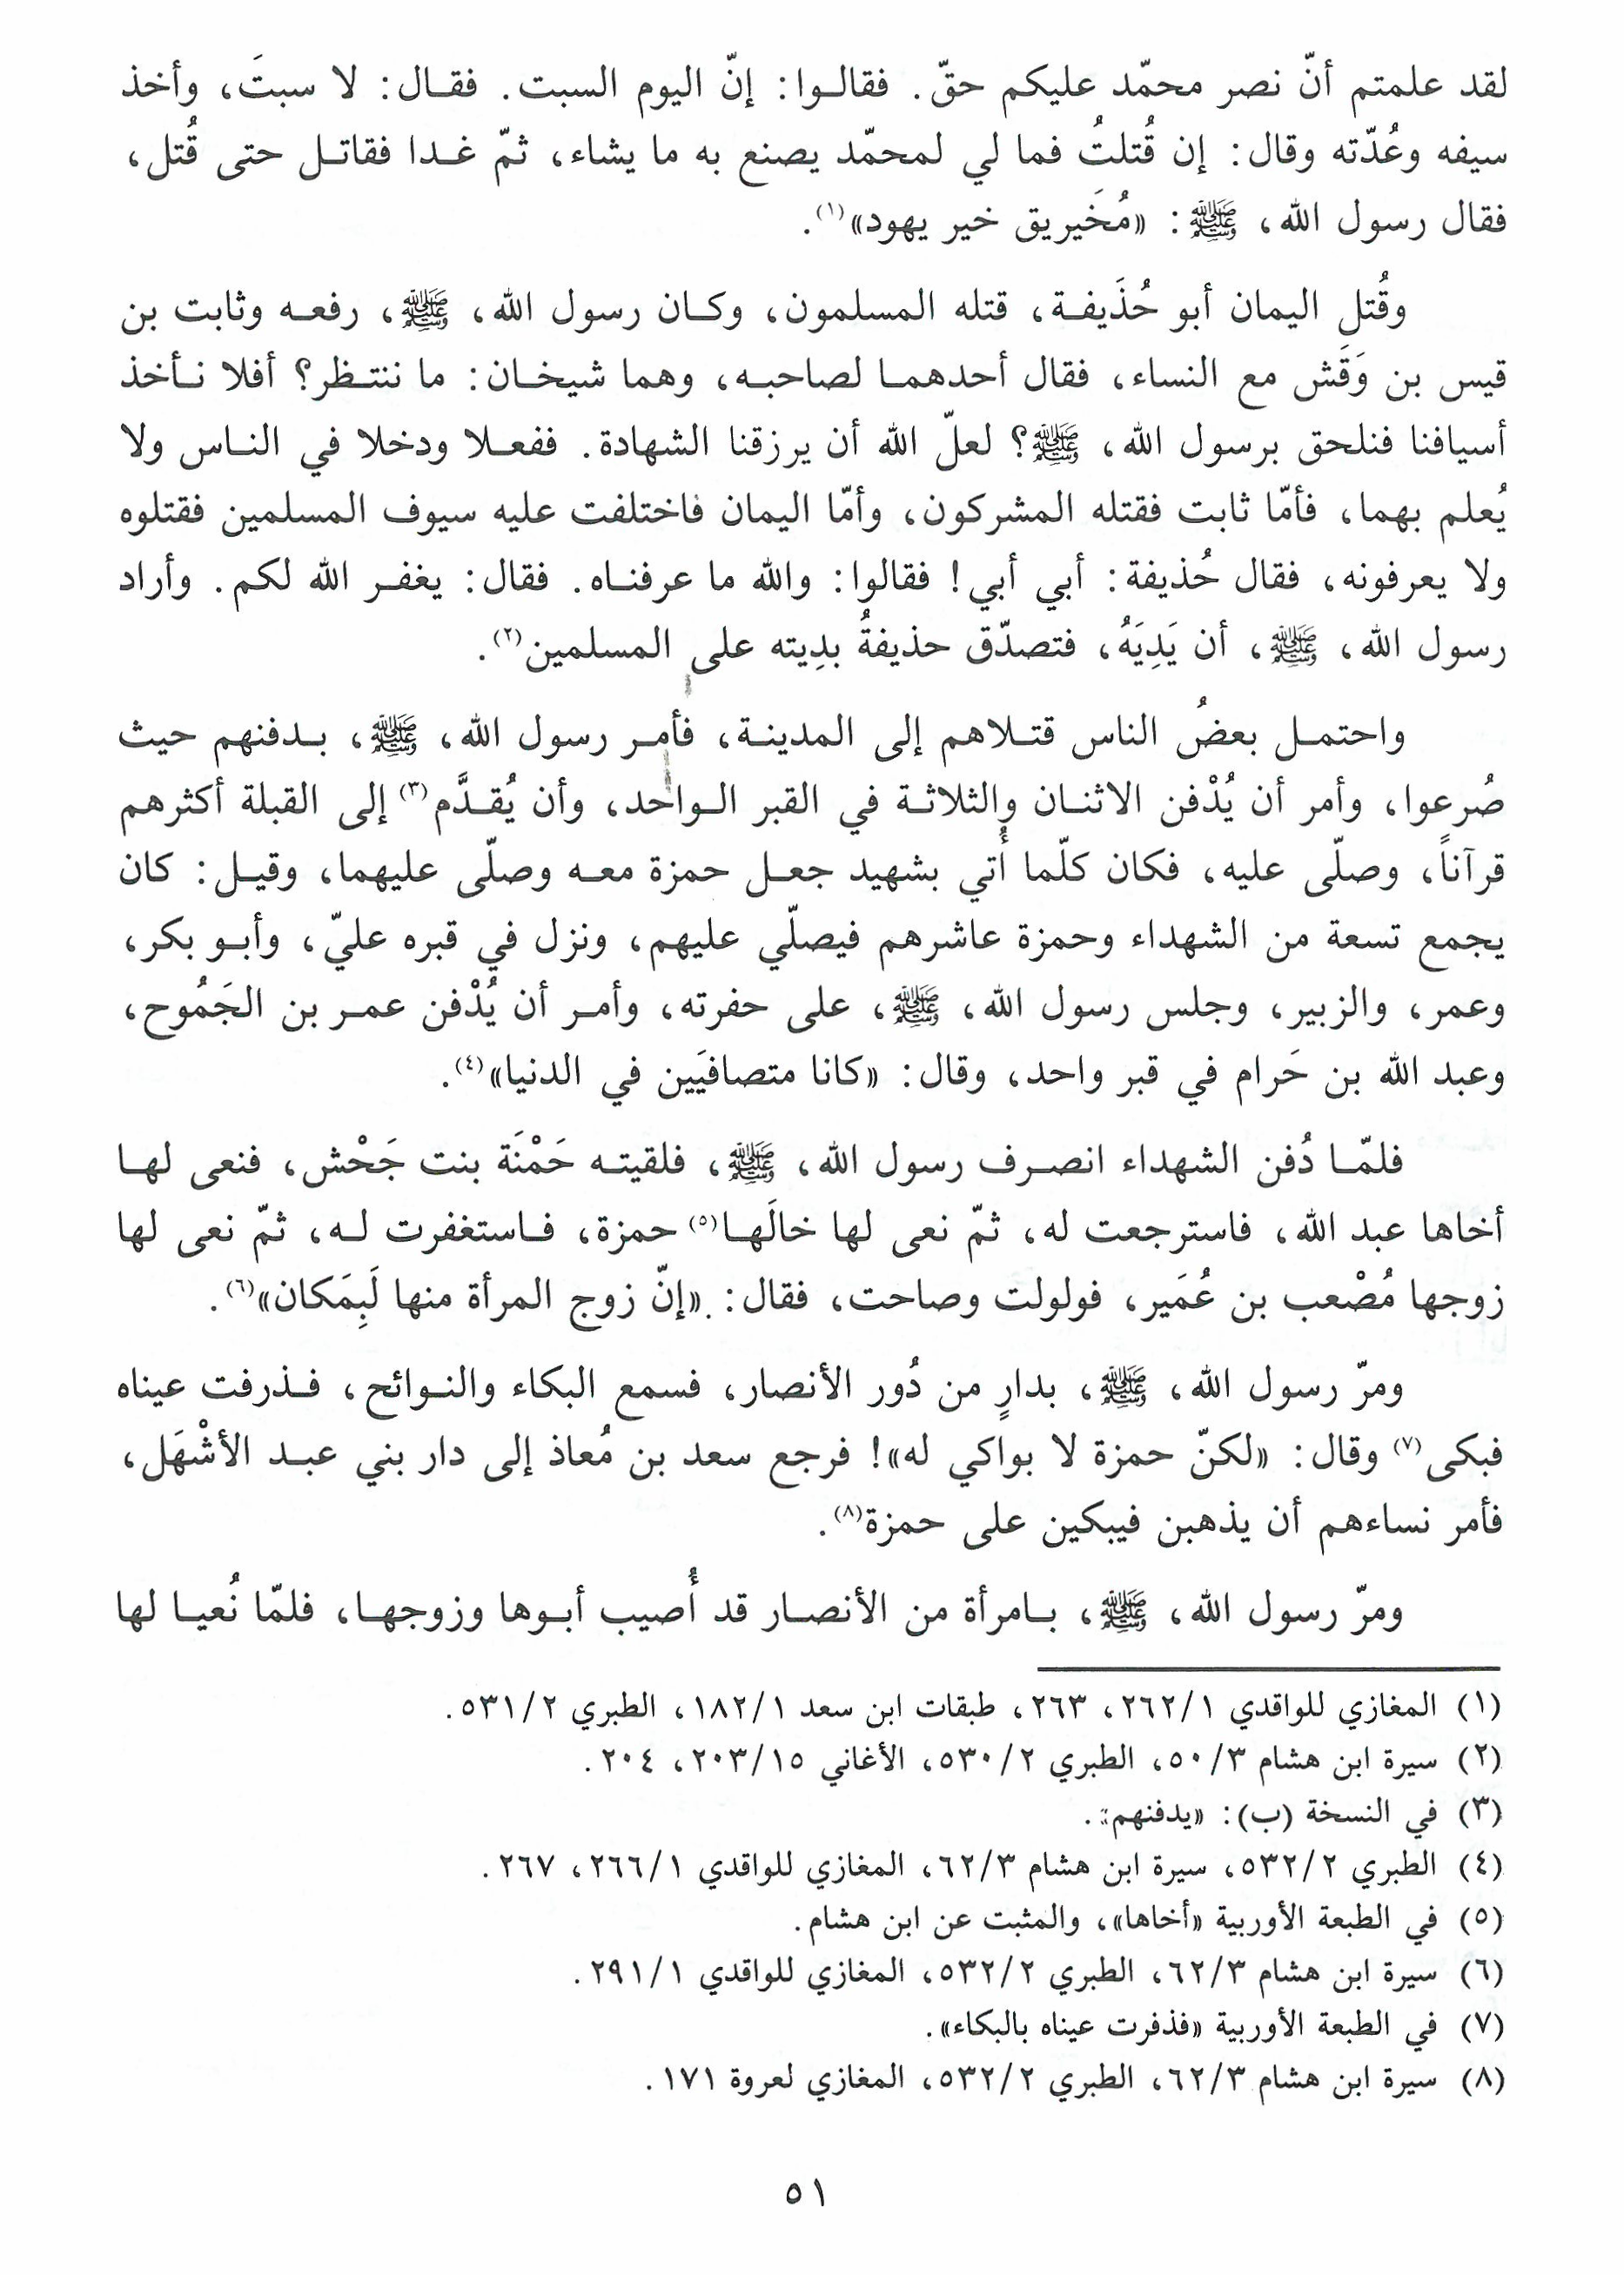 لقد علمتم أنّ نصر محمّد عليكم حقّ. فقالوا: إنّ اليوم السبت. فقال: لا سبتَ، وأخذ
سيفه وعُدّته وقال: إن قُتلتُ فما لي لمحمّد يصنع به ما يشاء، ثمّ غدا فقاتل حتى قُتل،
فقال رسول الله، ﷺ: «مُخَيريق خير يهود»(١).
وقُتل اليمان أبو حُذَيفة، قتله المسلمون، وكان رسول الله، ﷺ، رفعه وثابت بن
قيس بن وَقَش مع النساء، فقال أحدهما لصاحبه، وهما شيخان: ما ننتظر؟ أفلا نأخذ
أسيافنا فنلحق برسول الله، ﷺ؟ لعلّ الله أن يرزقنا الشهادة. ففعلا ودخلا في الناس ولا
يُعلم بهما، فأمّا ثابت فقتله المشركون، وأمّا اليمان فاختلفت عليه سيوف المسلمين فقتلوه
ولا يعرفونه، فقال حُذيفة: أبي أبي! فقالوا: والله ما عرفناه. فقال: يغفر الله لكم. وأراد
رسول الله، ﷺ، أن يَدِيَهُ، فتصدّق حذيفةُ بدِيته على المسلمين(٢).
واحتمل بعضُ الناس قتلاهم إلى المدينة، فأمر رسول الله، ﷺ، بدفنهم حيث
صُرعوا، وأمر أن يُدْفن الاثنان والثلاثة في القبر الواحد، وأن يُقدَّم(٣) إلى القبلة أكثرهم
قرآناً، وصلّى عليه، فكان كلّما أُتي بشهيد جعل حمزة معه وصلّى عليهما، وقيل: كان
يجمع تسعة من الشهداء وحمزة عاشرهم فيصلّي عليهم، ونزل في قبره عليّ، وأبو بكر،
وعمر، والزبير، وجلس رسول الله، ﷺ، على حفرته، وأمر أن يُدْفن عمر بن الجَمُوح،
وعبد الله بن حَرام في قبر واحد، وقال: «كانا متصافيَين في الدنيا»(٤).
فلمّا دُفن الشهداء انصرف رسول الله، ﷺ، فلقيته حَمْنَة بنت جَحْش، فنعى لها
أخاها عبد الله، فاسترجعت له، ثمّ نعى لها خالَها(٥) حمزة، فاستغفرت له، ثمّ نعى لها
زوجها مُصْعب بن عُمَير، فولولت وصاحت، فقال: «إنّ زوج المرأة منها لَبِمَكان»(٦).
ومرّ رسول الله، ﷺ، بدارٍ من دُور الأنصار، فسمع البكاء والنوائح، فذرفت عيناه
فبكى(٧) وقال: «لكنّ حمزة لا بواكي له»! فرجع سعد بن مُعاذ إلى دار بني عبد الأشْهَل،
فأمر نساءهم أن يذهبن فيبكين على حمزة(٨).
ومرّ رسول الله، ﷺ، بامرأة من الأنصار قد أُصيب أبوها وزوجها، فلمّا نُعيا لها
(١) المغازي للواقدي ٢٦٢/١، ٢٦٣، طبقات ابن سعد ١٨٢/١، الطبري ٥٣١/٢.
(٢) سيرة ابن هشام ٥٠/٣، الطبري ٥٣٠/٢، الأغاني ٢٠٣/١٥، ٢٠٤.
(٣) في النسخة (ب): «يدفنهم».
(٤) الطبري ٥٣٢/٢، سيرة ابن هشام ٦٢/٣، المغازي للواقدي ٢٦٦/١، ٢٦٧.
(٥) في الطبعة الأوربية «أخاها»، والمثبت عن ابن هشام.
(٦) سيرة ابن هشام ٦٢/٣، الطبري ٥٣٢/٢، المغازي للواقدي ٢٩١/١.
(٧) في الطبعة الأوربية «فذفرت عيناه بالبكاء».
(٨) سيرة ابن هشام ٦٢/٣، الطبري ٥٣٢/٢، المغازي لعروة ١٧١.
٥١